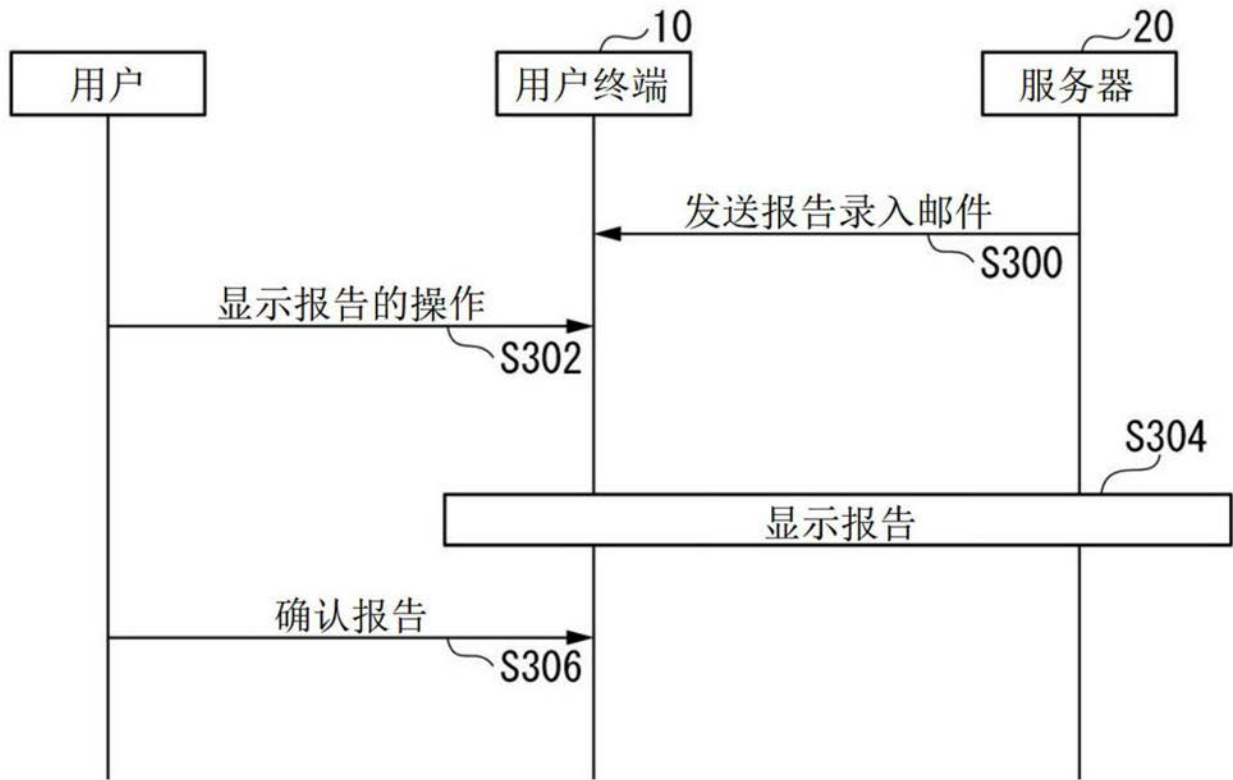 10
20
用户
用户终端
服务器
发送报告录入邮件
S300
显示报告的操作
S302
S304
显示报告
确认报告
S306